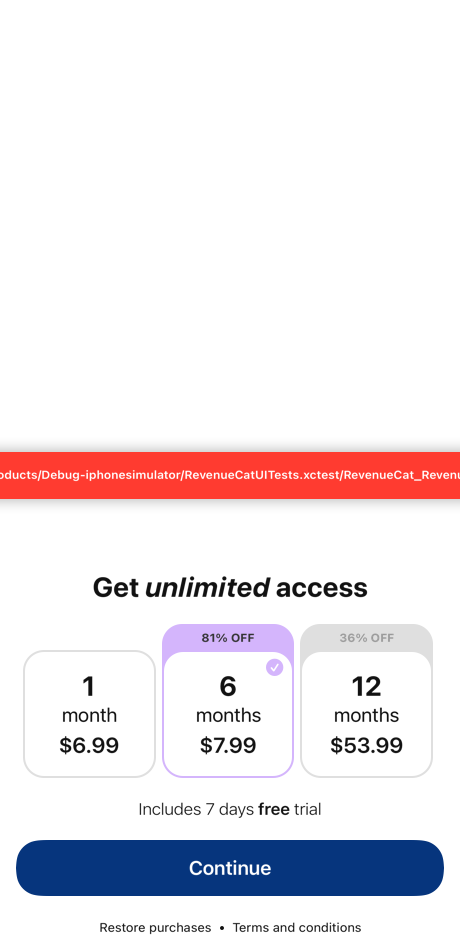 oducts/Debug-iphonesimulator/RevenueCatUITests.xctest/RevenueCat_Revenu
Get unlimited access
81% OFF
36% OFF
1
month
$6.99
6
months
$7.99
12
months
$53.99
Includes 7 days free trial
Continue
Restore purchases • Terms and conditions